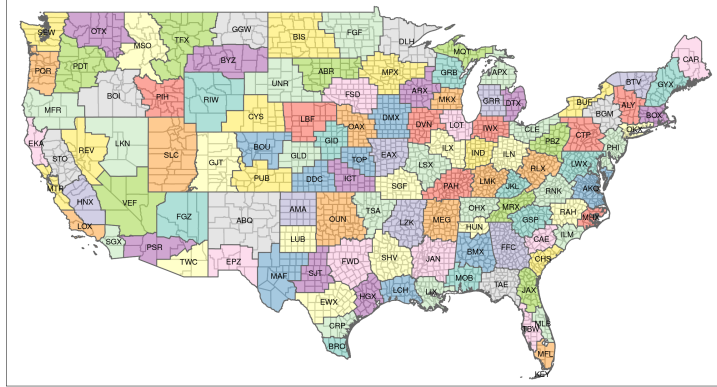 SEW
OTX
MSO
TFX
GGW
BIS
FGF
DLH
MQT
APX
CAR
PQR
PDT
BYZ
ABR
MPX
GRB
BTV
GYX
BOI
PIH
RIW
UNR
FSD
ARX
MKX
GRR
DTX
BUF
BGM
ALY
BOX
MFR
CYS
LBF
OAX
DMX
DVN
LOT
IWX
CLE
PBZ
CTP
OKX
PHI
EKA
STO
REV
LKN
SLC
GJT
BOU
GLD
GID
TOP
EAX
LSX
ILX
IND
ILN
RLX
LWX
PUB
DDC
ICT
SGF
PAH
LMK
JKL
RNK
AKQ
MTR
HNX
VEF
FGZ
ABQ
AMA
OUN
TSA
LZK
MEG
OHX
MRX
GSP
RAH
MHX
LOX
SGX
PSR
TWC
EPZ
LUB
MAF
SJT
FWD
SHV
JAN
HUN
BMX
FFC
CAE
ILM
CHS
EWX
HGX
LCH
LIX
MOB
TAE
JAX
CRP
BRO
TBW
MLB
MFL
KEY